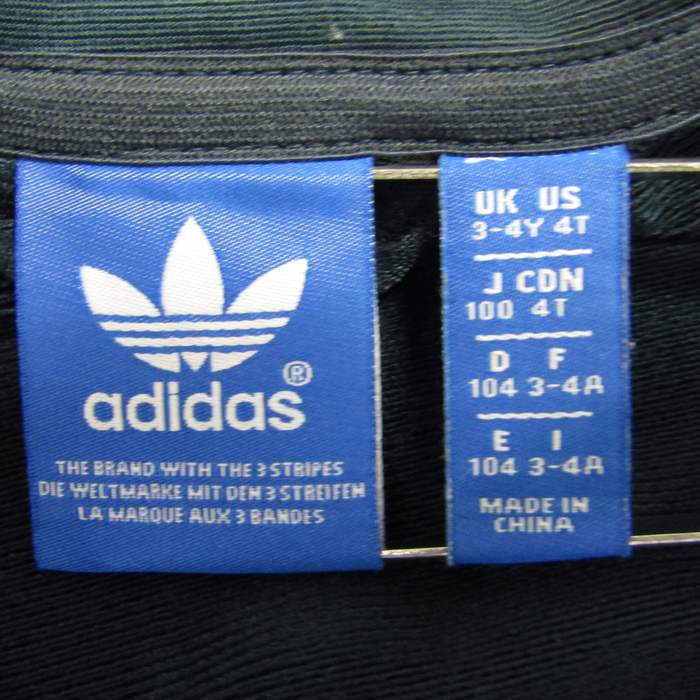 adidas®
THE BRAND WITH THE 3 STRIPES
DIE WELTMARKE MIT DEN 3 STREIFEN
LA MARQUE AUX 3 BANDES
UK US
3-4Y 4T
J CDN
100 4T
D F
104 3-4A
E I
104 3-4A
MADE IN
CHINA